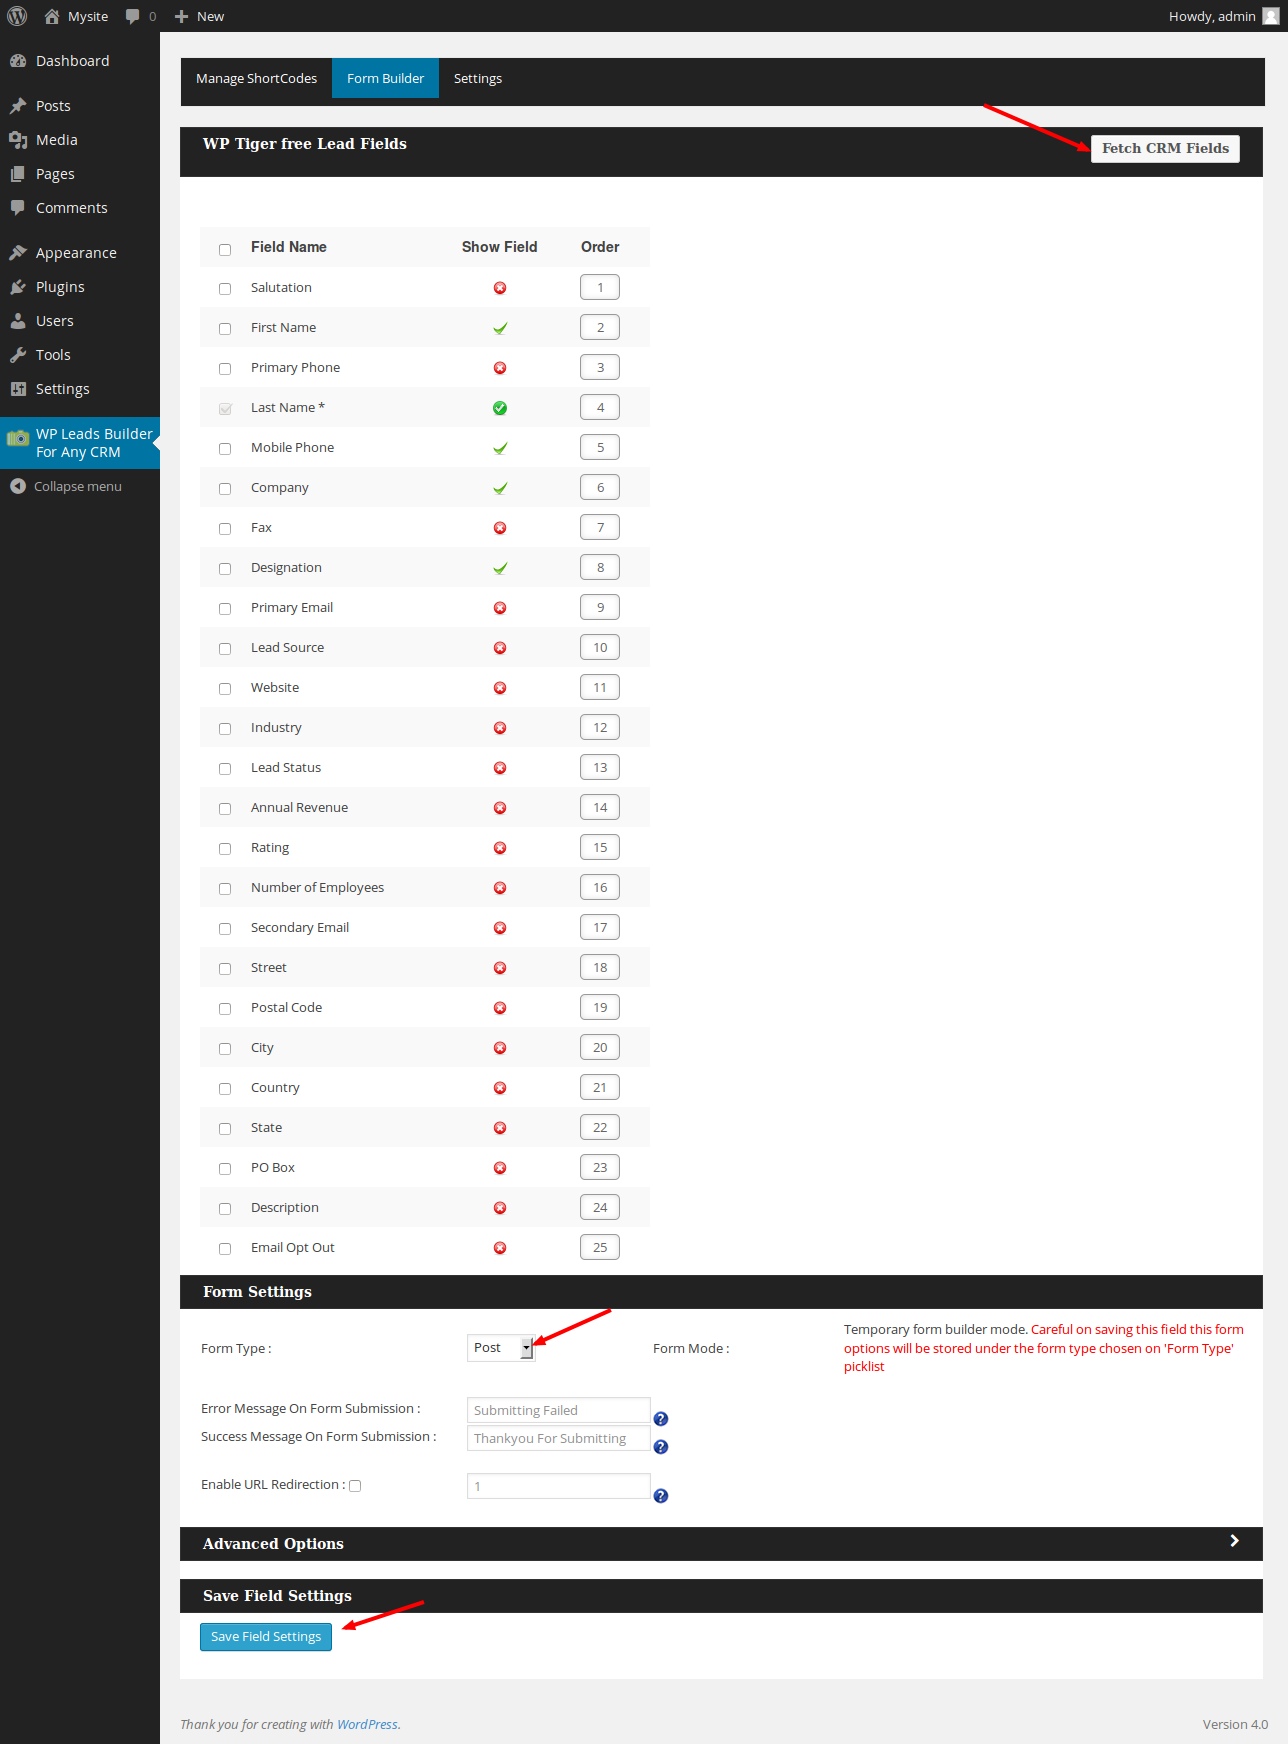 Mysite 0 New Howdy, admin
Dashboard
Posts
Media
Pages
Comments
Appearance
Plugins
Users
Tools
Settings
WP Leads Builder
For Any CRM
Collapse menu
Manage ShortCodes Form Builder Settings
WP Tiger free Lead Fields Fetch CRM Fields
Field Name Show Field Order
Salutation 1
First Name 2
Primary Phone 3
Last Name * 4
Mobile Phone 5
Company 6
Fax 7
Designation 8
Primary Email 9
Lead Source 10
Website 11
Industry 12
Lead Status 13
Annual Revenue 14
Rating 15
Number of Employees 16
Secondary Email 17
Street 18
Postal Code 19
City 20
Country 21
State 22
PO Box 23
Description 24
Email Opt Out 25
Form Settings
Form Type : Post Form Mode : Temporary form builder mode. Careful on saving this field this form
options will be stored under the form type chosen on 'Form Type'
picklist
Error Message On Form Submission : Submitting Failed ?
Success Message On Form Submission : Thankyou For Submitting ?
Enable URL Redirection : 1 ?
Advanced Options
Save Field Settings
Save Field Settings
Thank you for creating with WordPress. Version 4.0